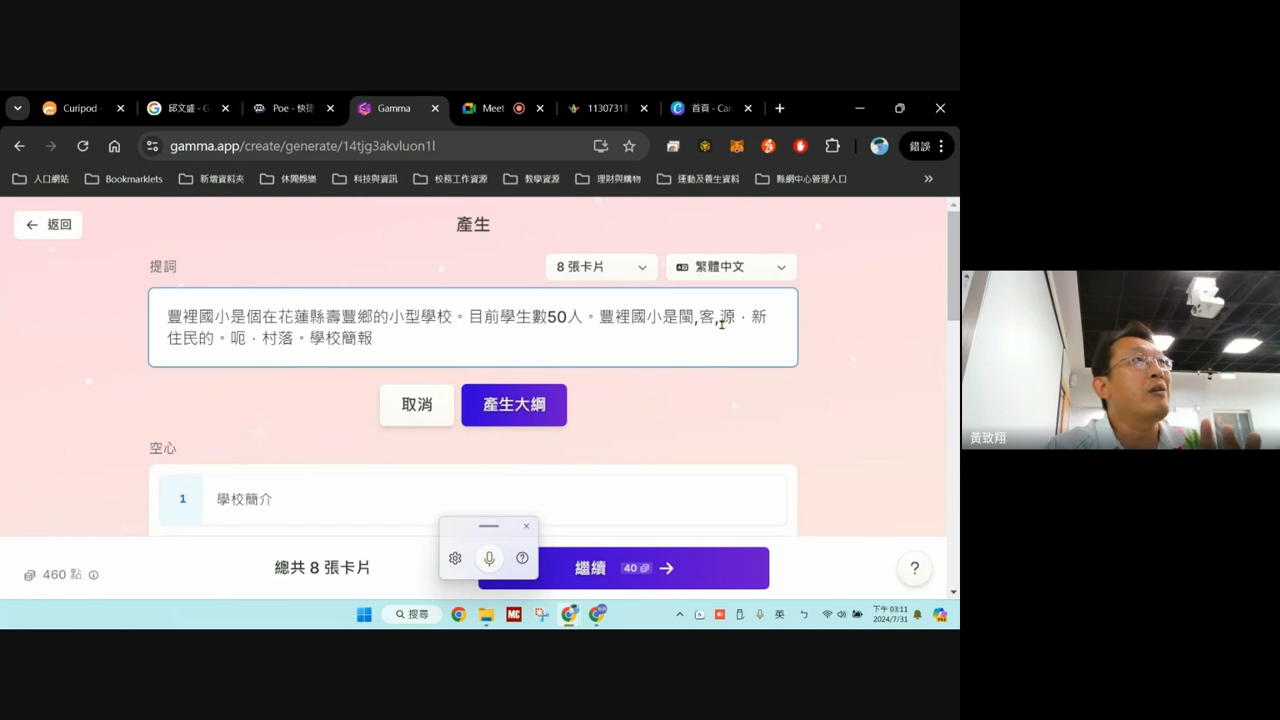 Curipod
邱文盛 - G
Poe - 快捷
Gamma
Meet
1130731
首頁 - Can
gamma.app/create/generate/14tjg3akvluon1l
錯誤
人口網站
Bookmarklets
新增資料夾
休閒娛樂
科技與資訊
校務工作資源
教學資源
理財與購物
運動及養生資料
縣網中心管理入口
返回
產生
提詞
8 張卡片
繁體中文
豐裡國小是個在花蓮縣壽豐鄉的小型學校。目前學生數50人。豐裡國小是閩,客,源，新
住民的。呃，村落。學校簡報
取消
產生大綱
空心
1
學校簡介
460 點
總共 8 張卡片
繼續 40
?
搜尋
MC
英
下午 03:11
2024/7/31
黃致翔